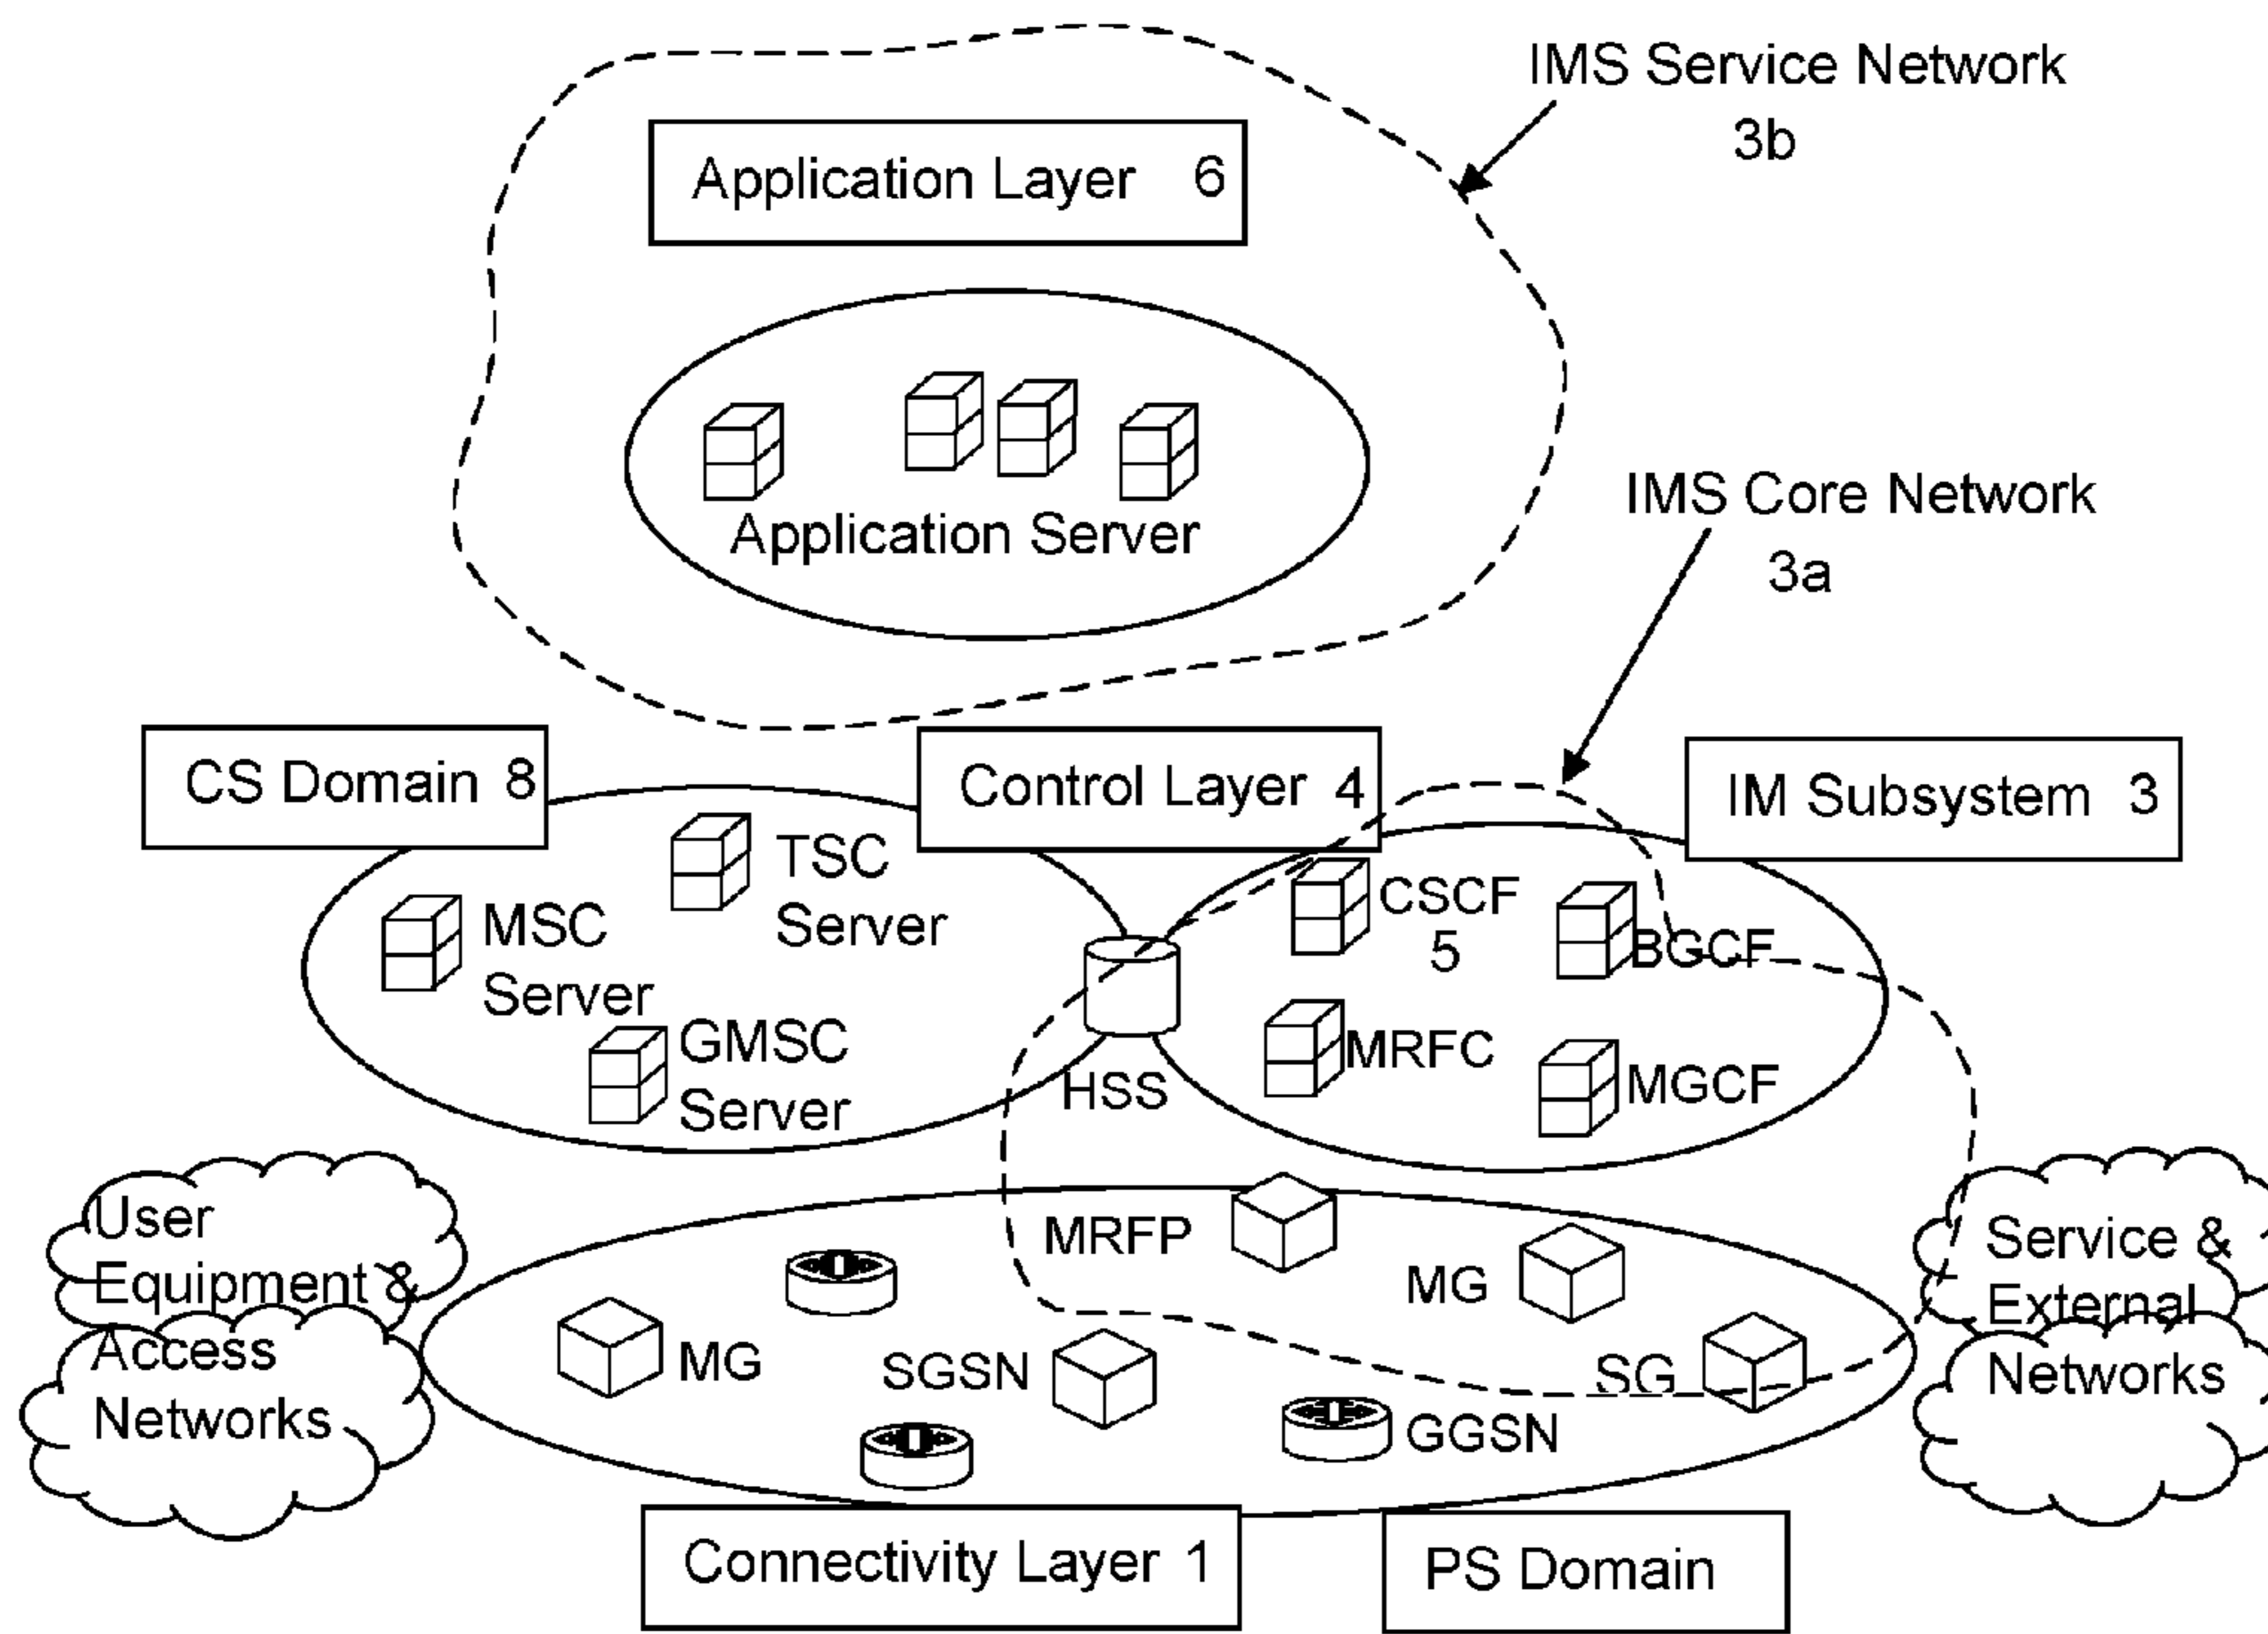 IMS Service Network
3b
Application Layer 6
Application Server
IMS Core Network
3a
CS Domain 8
Control Layer 4
IM Subsystem 3
TSC
Server
MSC
Server
GMSC
Server
HSS
CSCF
5
BGCF
MRFC
MGCF
User
Equipment &
Access
Networks
MRFP
MG
MG
SGSN
SG
GGSN
Service &
External
Networks
Connectivity Layer 1
PS Domain